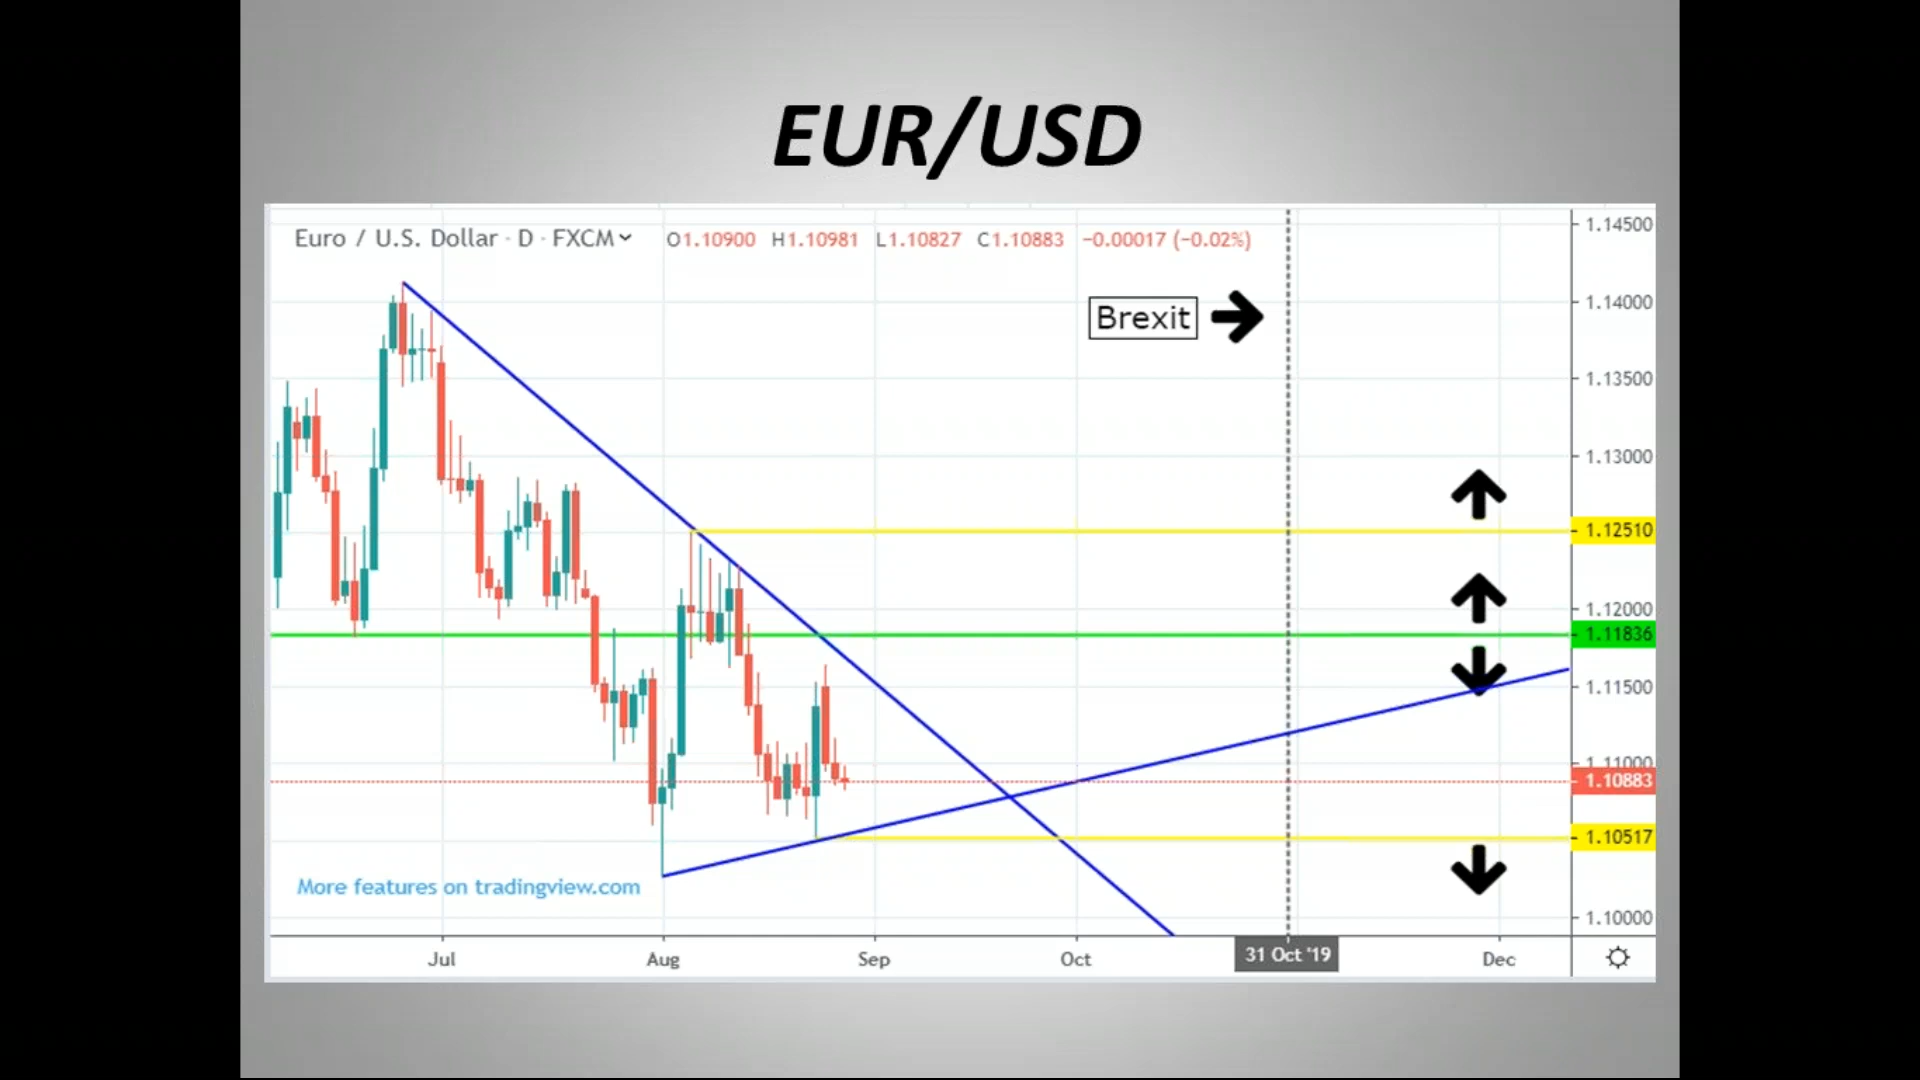 EUR/USD
Euro / U.S. Dollar · D · FXCM O1.10900 H1.10981 L1.10827 C1.10883 −0.00017 (−0.02%)
1.14500
Brexit
1.14000
1.13500
1.13000
1.12510
1.12000
1.11836
1.11500
1.11000
1.10883
1.10517
More features on tradingview.com
1.10000
Jul Aug Sep Oct 31 Oct '19 Dec